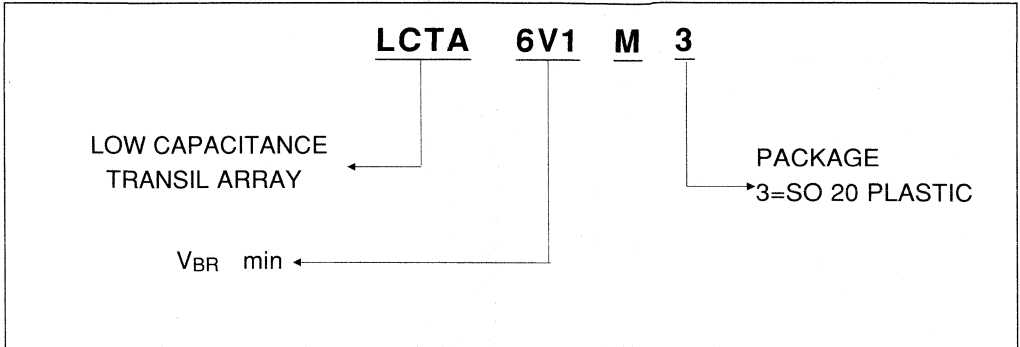 LCTA 6V1 M 3
LOW CAPACITANCE
TRANSIL ARRAY
PACKAGE
3=SO 20 PLASTIC
VBR min